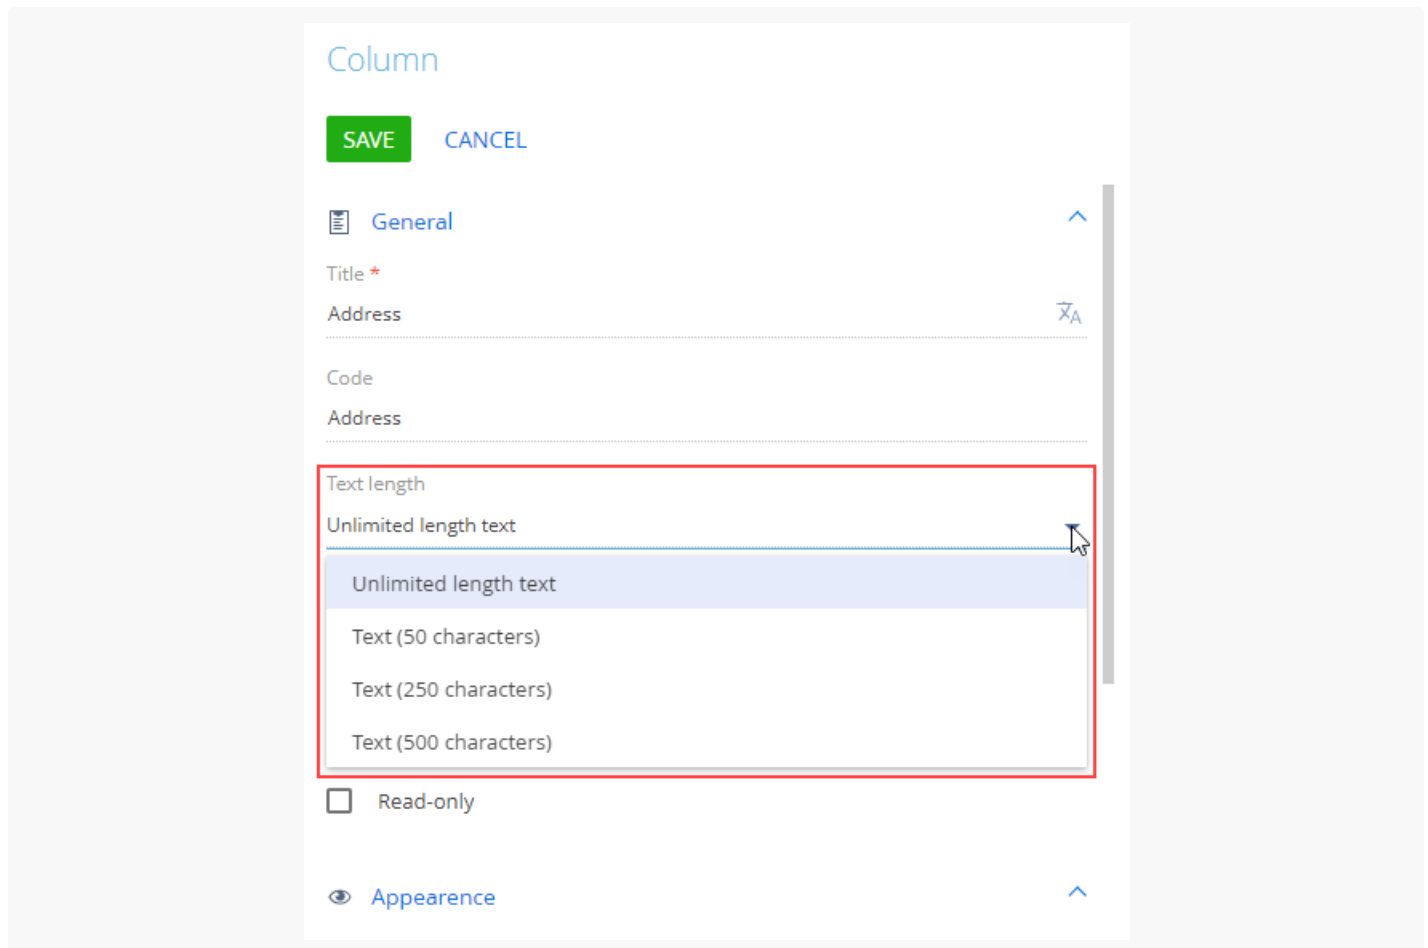 Column
SAVE CANCEL
General
Title *
Address
Code
Address
Text length
Unlimited length text
Unlimited length text
Text (50 characters)
Text (250 characters)
Text (500 characters)
Read-only
Appearence